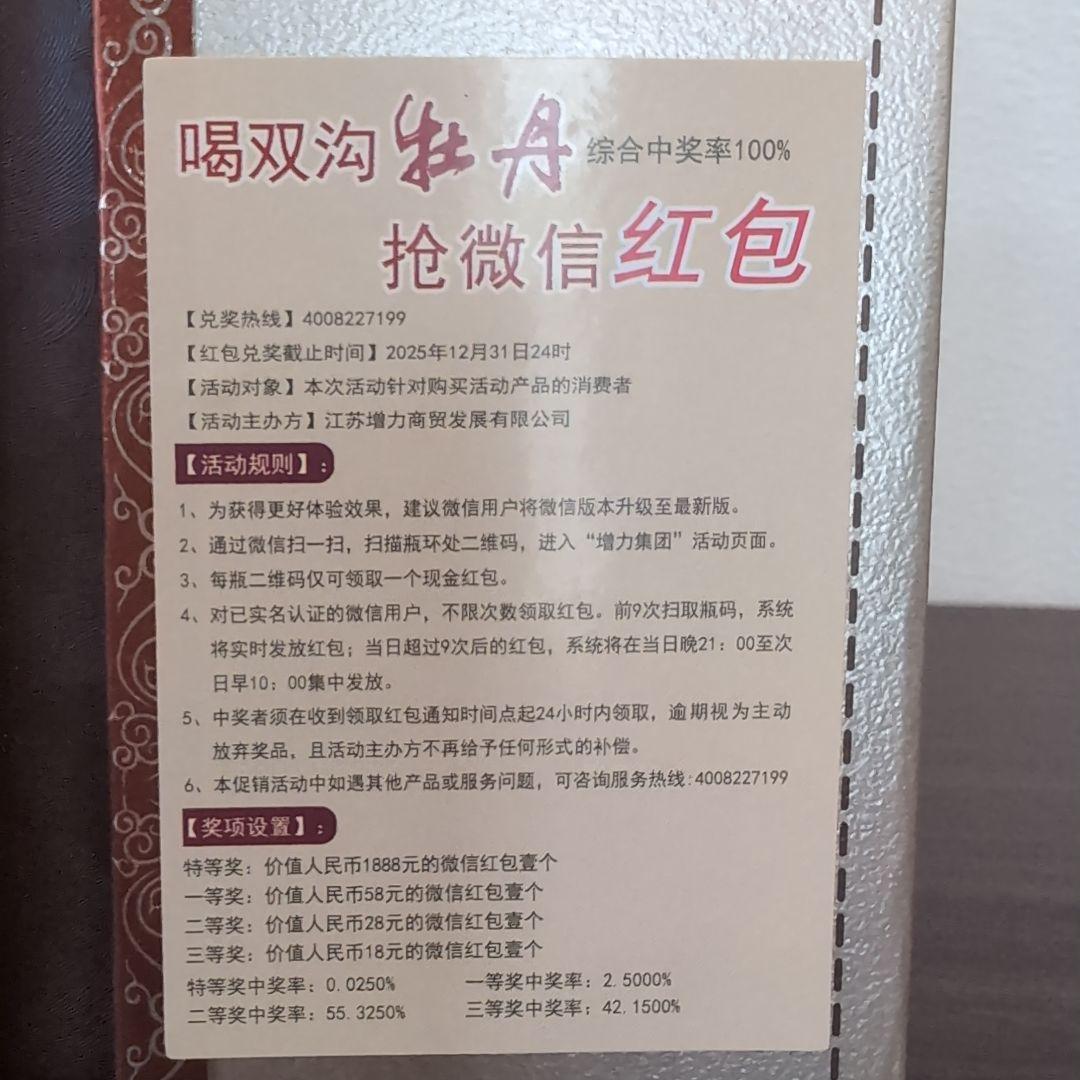 喝双沟牡丹 综合中奖率100%
抢微信红包
【兑奖热线】4008227199
【红包兑奖截止时间】2025年12月31日24时
【活动对象】本次活动针对购买活动产品的消费者
【活动主办方】江苏增力商贸发展有限公司
【活动规则】:
1、为获得更好体验效果，建议微信用户将微信版本升级至最新版。
2、通过微信扫一扫，扫描瓶环处二维码，进入“增力集团”活动页面。
3、每瓶二维码仅可领取一个现金红包。
4、对已实名认证的微信用户，不限次数领取红包。前9次扫取瓶码，系统
将实时发放红包；当日超过9次后的红包，系统将在当日晚21：00至次
日早10：00集中发放。
5、中奖者须在收到领取红包通知时间点起24小时内领取，逾期视为主动
放弃奖品，且活动主办方不再给予任何形式的补偿。
6、本促销活动中如遇其他产品或服务问题，可咨询服务热线:4008227199
【奖项设置】:
特等奖：价值人民币1888元的微信红包壹个
一等奖：价值人民币58元的微信红包壹个
二等奖：价值人民币28元的微信红包壹个
三等奖：价值人民币18元的微信红包壹个
特等奖中奖率：0.0250% 一等奖中奖率：2.5000%
二等奖中奖率：55.3250% 三等奖中奖率；42.1500%